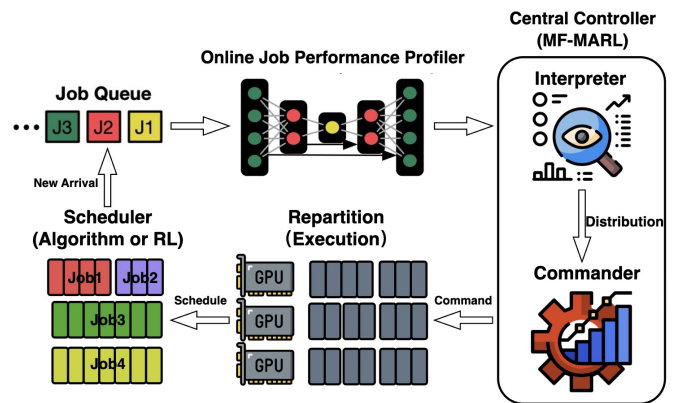 Central Controller
(MF-MARL)
Online Job Performance Profiler
Interpreter
Job Queue
••• J3 J2 J1
New Arrival
Distribution
Scheduler
(Algorithm or RL)
Repartition
(Execution)
Commander
Job1 Job2
GPU
Schedule
Command
Job3
GPU
Job4
GPU